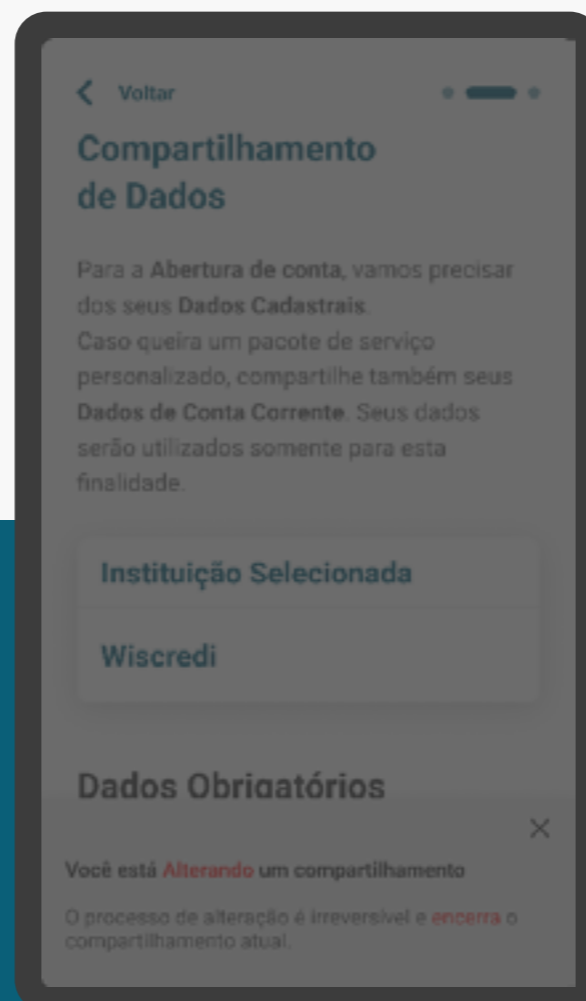 Voltar
Compartilhamento
de Dados
Para a Abertura de conta, vamos precisar
dos seus Dados Cadastrais.
Caso queira um pacote de serviço
personalizado, compartilhe também seus
Dados de Conta Corrente. Seus dados
serão utilizados somente para esta
finalidade.
Instituição Selecionada
Wiscredi
Dados Obrigatórios
Você está Alterando um compartilhamento
O processo de alteração é irreversível e encerra o
compartilhamento atual.